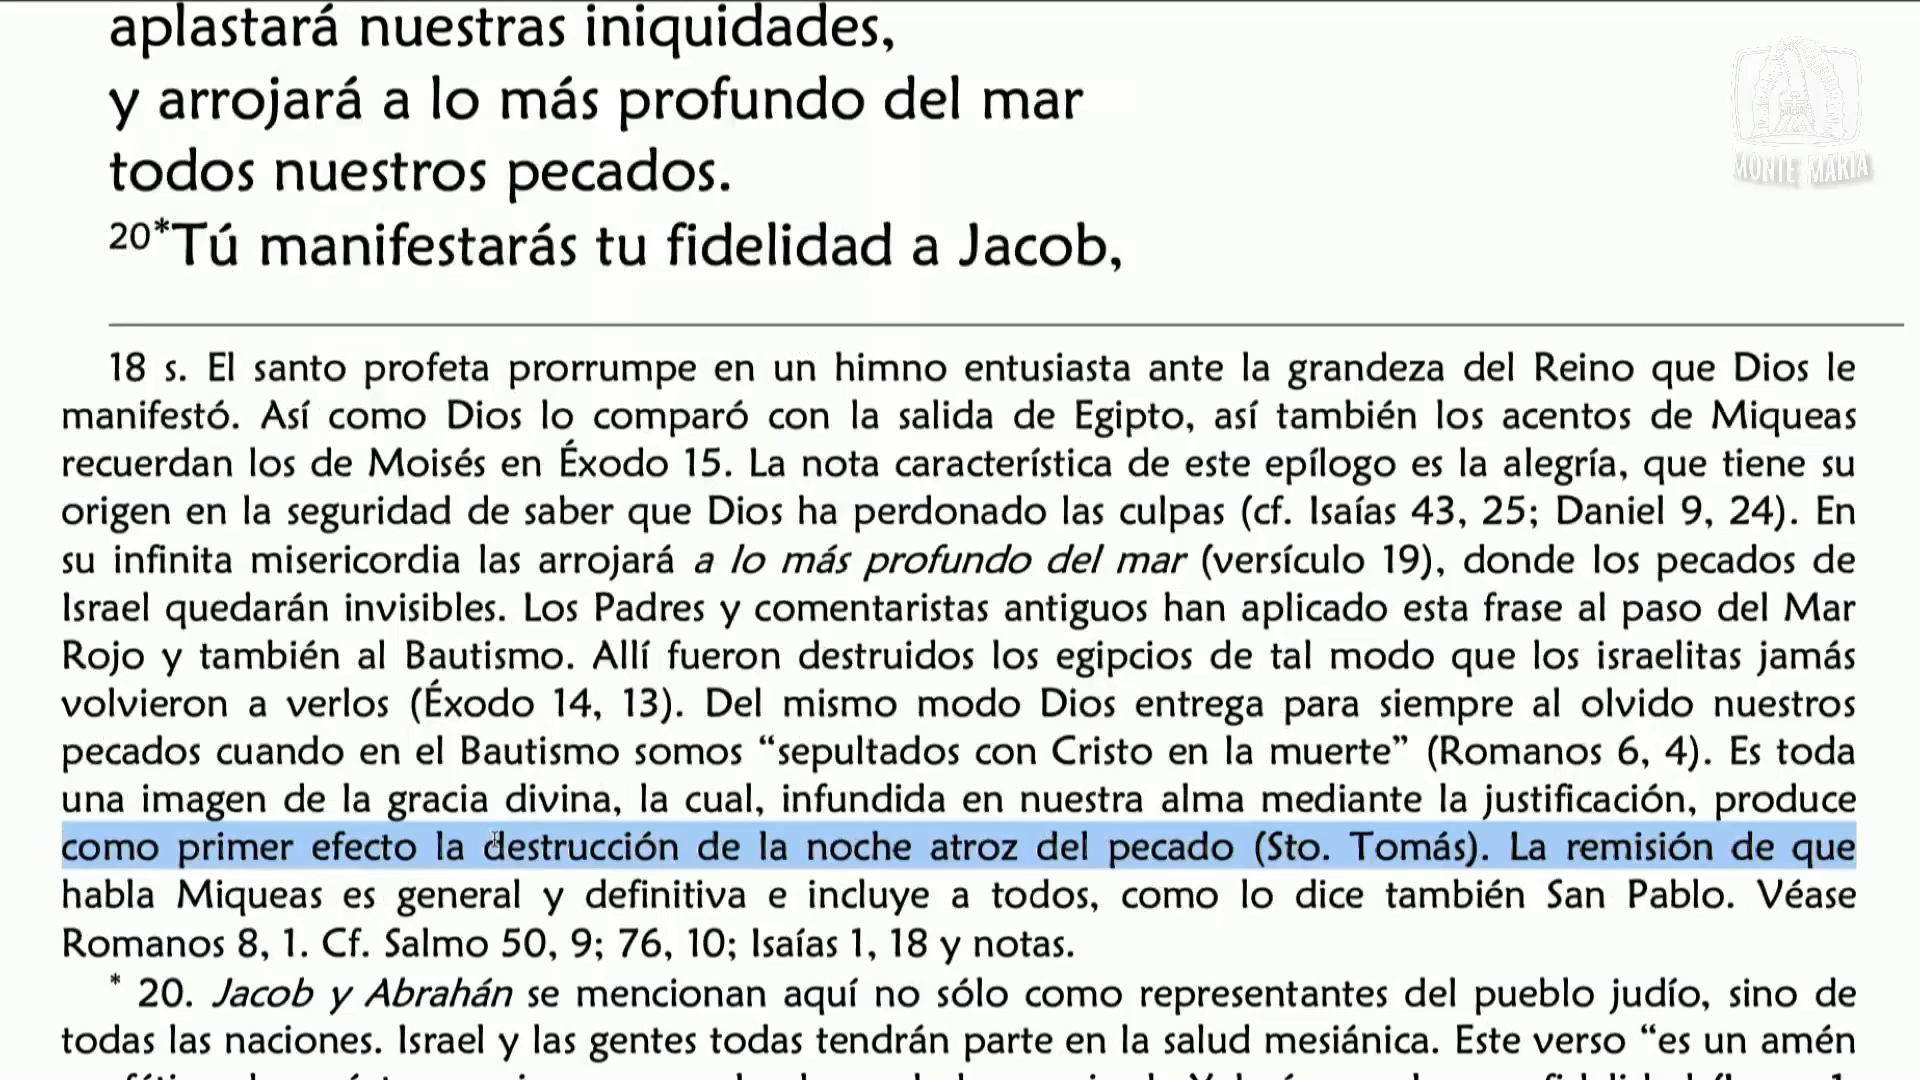 aplastará nuestras iniquidades,
y arrojará a lo más profundo del mar
todos nuestros pecados.
20*Tú manifestarás tu fidelidad a Jacob,
MONTE MARIA
18 s. El santo profeta prorrumpe en un himno entusiasta ante la grandeza del Reino que Dios le
manifestó. Así como Dios lo comparó con la salida de Egipto, así también los acentos de Miqueas
recuerdan los de Moisés en Éxodo 15. La nota característica de este epílogo es la alegría, que tiene su
origen en la seguridad de saber que Dios ha perdonado las culpas (cf. Isaías 43, 25; Daniel 9, 24). En
su infinita misericordia las arrojará a lo más profundo del mar (versículo 19), donde los pecados de
Israel quedarán invisibles. Los Padres y comentaristas antiguos han aplicado esta frase al paso del Mar
Rojo y también al Bautismo. Allí fueron destruidos los egipcios de tal modo que los israelitas jamás
volvieron a verlos (Éxodo 14, 13). Del mismo modo Dios entrega para siempre al olvido nuestros
pecados cuando en el Bautismo somos “sepultados con Cristo en la muerte” (Romanos 6, 4). Es toda
una imagen de la gracia divina, la cual, infundida en nuestra alma mediante la justificación, produce
como primer efecto la destrucción de la noche atroz del pecado (Sto. Tomás). La remisión de que
habla Miqueas es general y definitiva e incluye a todos, como lo dice también San Pablo. Véase
Romanos 8, 1. Cf. Salmo 50, 9; 76, 10; Isaías 1, 18 y notas.
* 20. Jacob y Abrahán se mencionan aquí no sólo como representantes del pueblo judío, sino de
todas las naciones. Israel y las gentes todas tendrán parte en la salud mesiánica. Este verso “es un amén